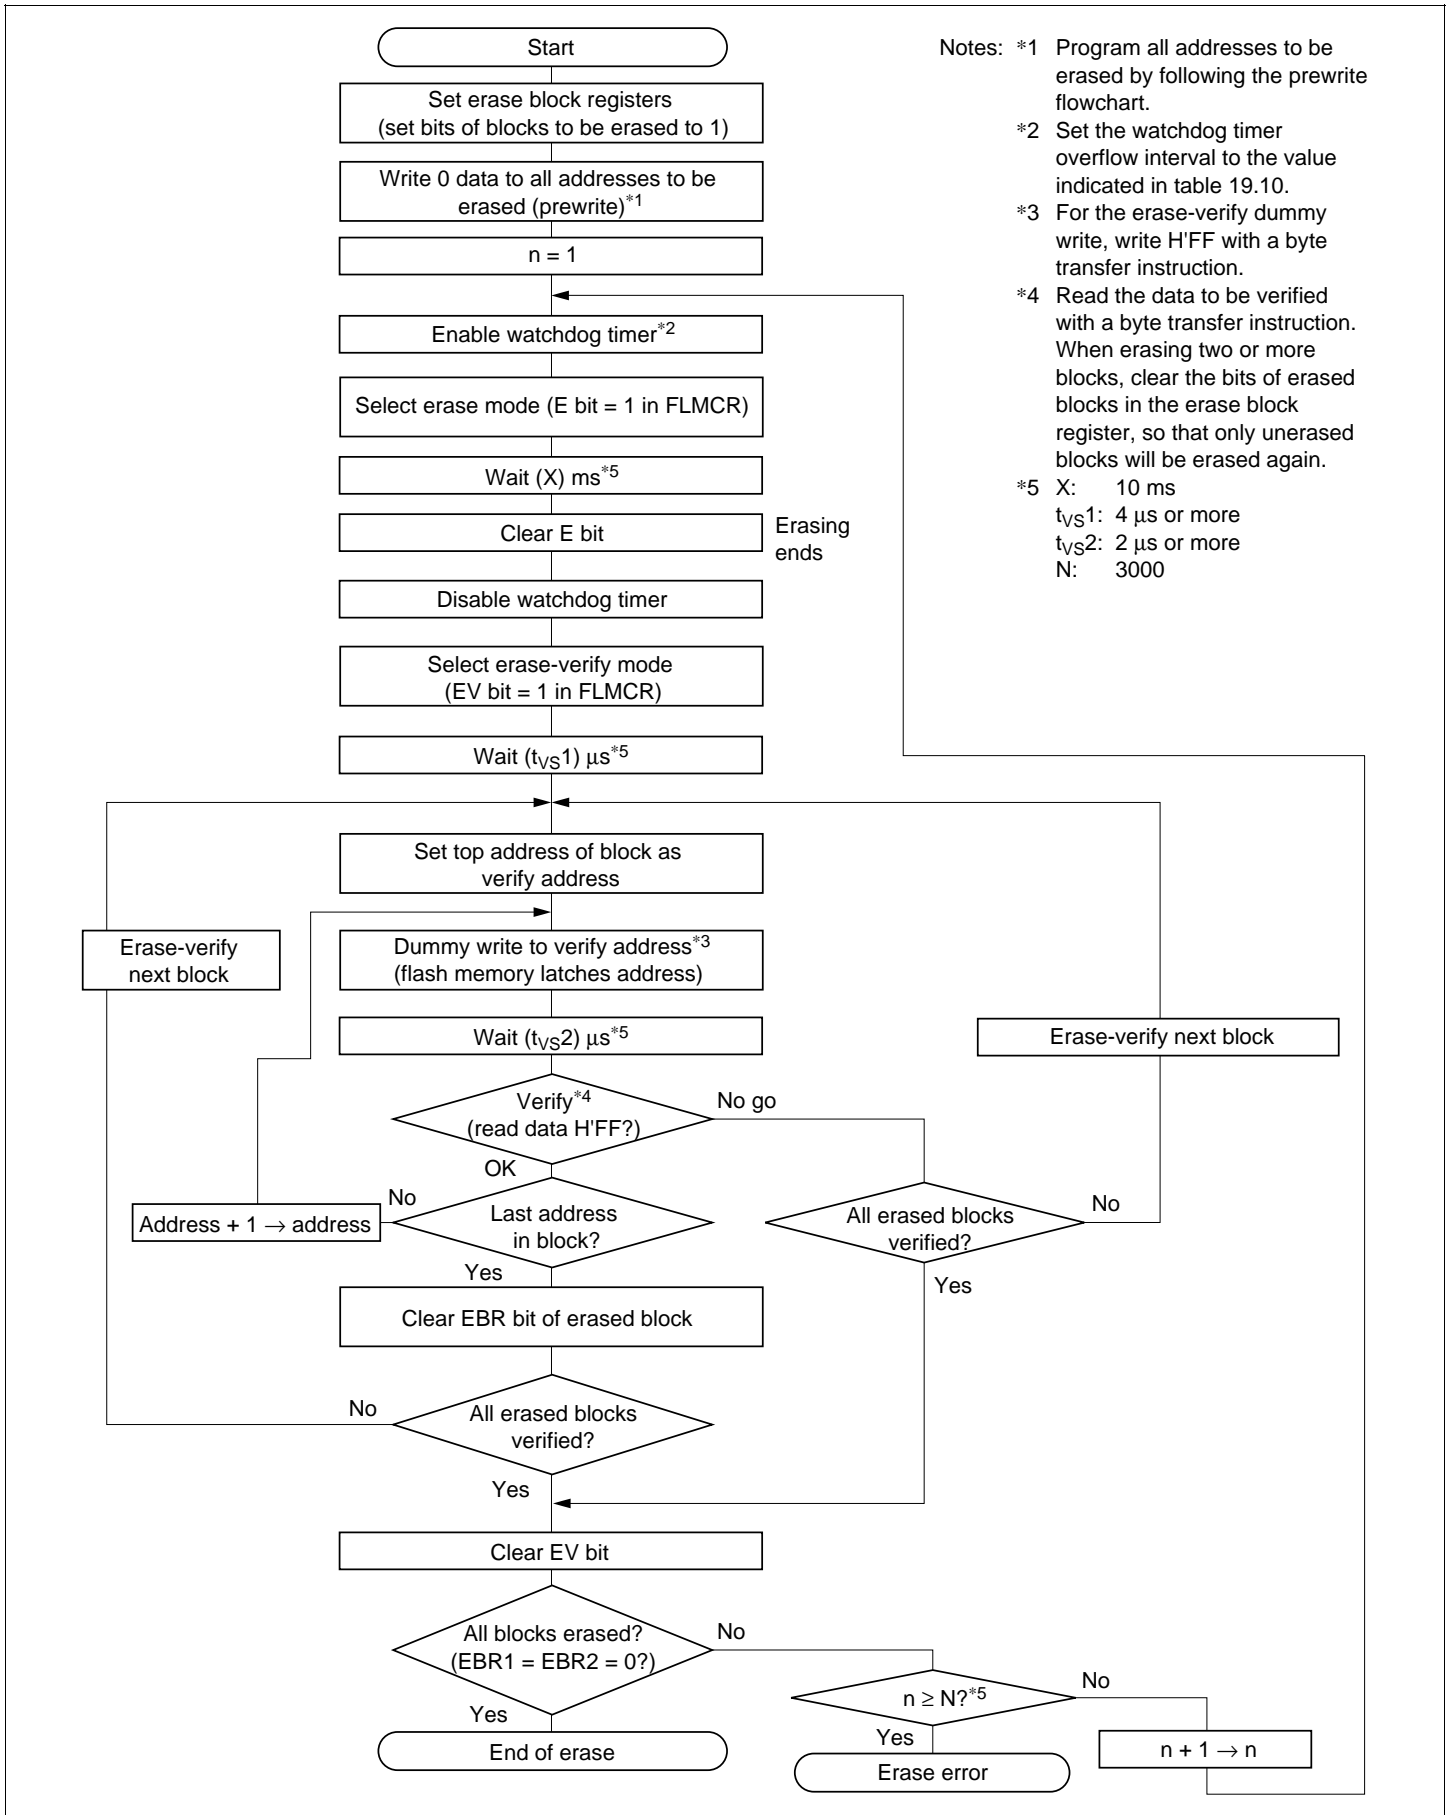 Start
Set erase block registers
(set bits of blocks to be erased to 1)
Write 0 data to all addresses to be
erased (prewrite)*1
n = 1
Enable watchdog timer*2
Select erase mode (E bit = 1 in FLMCR)
Wait (X) ms*5
Clear E bit
Erasing
ends
Disable watchdog timer
Select erase-verify mode
(EV bit = 1 in FLMCR)
Wait (tVS1) μs*5
Set top address of block as
verify address
Erase-verify
next block
Dummy write to verify address*3
(flash memory latches address)
Wait (tVS2) μs*5
Erase-verify next block
Verify*4
(read data H'FF?)
No go
OK
No
Address + 1 → address
Last address
in block?
All erased blocks
verified?
No
Yes
Yes
Clear EBR bit of erased block
No
All erased blocks
verified?
Yes
Clear EV bit
All blocks erased?
(EBR1 = EBR2 = 0?)
No
n ≥ N?*5
No
Yes
Yes
End of erase
Erase error
n + 1 → n
Notes: *1 Program all addresses to be
erased by following the prewrite
flowchart.
*2 Set the watchdog timer
overflow interval to the value
indicated in table 19.10.
*3 For the erase-verify dummy
write, write H'FF with a byte
transfer instruction.
*4 Read the data to be verified
with a byte transfer instruction.
When erasing two or more
blocks, clear the bits of erased
blocks in the erase block
register, so that only unerased
blocks will be erased again.
*5 X: 10 ms
tVS1: 4 μs or more
tVS2: 2 μs or more
N: 3000